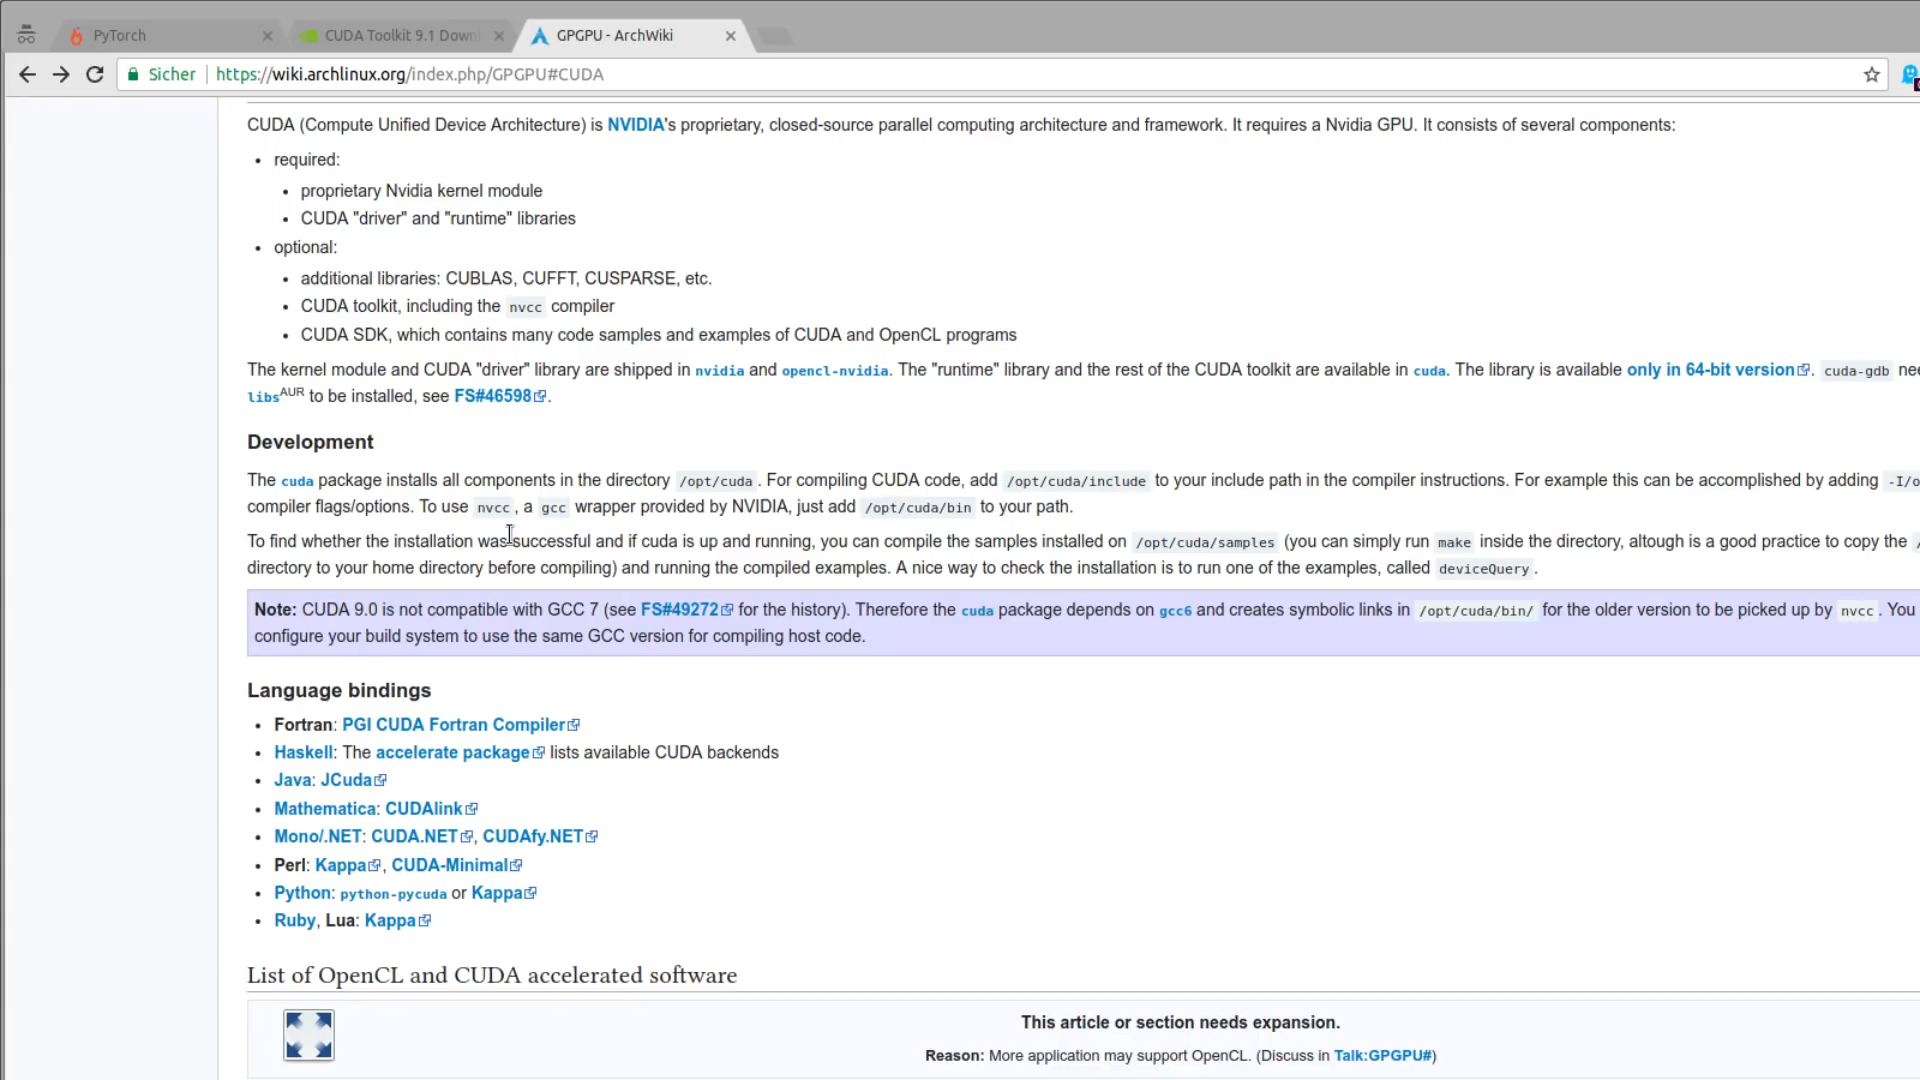 PyTorch
CUDA Toolkit 9.1 Down
GPGPU - ArchWiki
Sicher
https://wiki.archlinux.org/index.php/GPGPU#CUDA
CUDA (Compute Unified Device Architecture) is NVIDIA's proprietary, closed-source parallel computing architecture and framework. It requires a Nvidia GPU. It consists of several components:
required:
proprietary Nvidia kernel module
CUDA "driver" and "runtime" libraries
optional:
additional libraries: CUBLAS, CUFFT, CUSPARSE, etc.
CUDA toolkit, including the nvcc compiler
CUDA SDK, which contains many code samples and examples of CUDA and OpenCL programs
The kernel module and CUDA "driver" library are shipped in nvidia and opencl-nvidia. The "runtime" library and the rest of the CUDA toolkit are available in cuda. The library is available only in 64-bit version. cuda-gdb nee
libsAUR to be installed, see FS#46598.
Development
The cuda package installs all components in the directory /opt/cuda. For compiling CUDA code, add /opt/cuda/include to your include path in the compiler instructions. For example this can be accomplished by adding -I/o
compiler flags/options. To use nvcc, a gcc wrapper provided by NVIDIA, just add /opt/cuda/bin to your path.
To find whether the installation was successful and if cuda is up and running, you can compile the samples installed on /opt/cuda/samples (you can simply run make inside the directory, altough is a good practice to copy the /
directory to your home directory before compiling) and running the compiled examples. A nice way to check the installation is to run one of the examples, called deviceQuery.
Note: CUDA 9.0 is not compatible with GCC 7 (see FS#49272 for the history). Therefore the cuda package depends on gcc6 and creates symbolic links in /opt/cuda/bin/ for the older version to be picked up by nvcc. You
configure your build system to use the same GCC version for compiling host code.
Language bindings
Fortran: PGI CUDA Fortran Compiler
Haskell: The accelerate package lists available CUDA backends
Java: JCuda
Mathematica: CUDAlink
Mono/.NET: CUDA.NET, CUDAfy.NET
Perl: Kappa, CUDA-Minimal
Python: python-pycuda or Kappa
Ruby, Lua: Kappa
List of OpenCL and CUDA accelerated software
This article or section needs expansion.
Reason: More application may support OpenCL. (Discuss in Talk:GPGPU#)